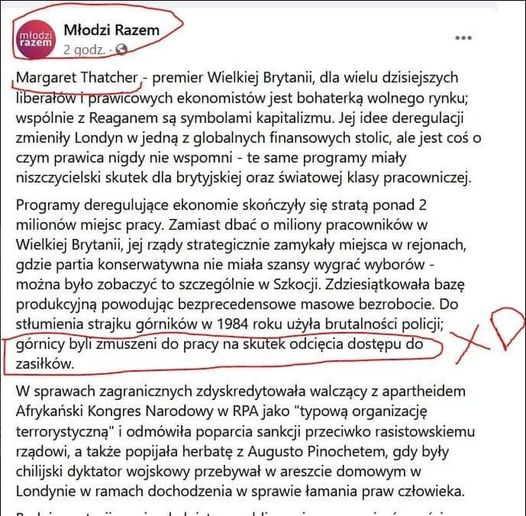 młodzi
razem
Młodzi Razem
2 godz. ·
Margaret Thatcher - premier Wielkiej Brytanii, dla wielu dzisiejszych
liberałów i prawicowych ekonomistów jest bohaterką wolnego rynku;
wspólnie z Reaganem są symbolami kapitalizmu. Jej idee deregulacji
zmieniły Londyn w jedną z globalnych finansowych stolic, ale jest coś o
czym prawica nigdy nie wspomni - te same programy miały
niszczycielski skutek dla brytyjskiej oraz światowej klasy pracowniczej.
Programy deregulujące ekonomie skończyły się stratą ponad 2
milionów miejsc pracy. Zamiast dbać o miliony pracowników w
Wielkiej Brytanii, jej rządy strategicznie zamykały miejsca w rejonach,
gdzie partia konserwatywna nie miała szansy wygrać wyborów -
można było zobaczyć to szczególnie w Szkocji. Zdziesiątkowała bazę
produkcyjną powodując bezprecedensowe masowe bezrobocie. Do
stłumienia strajku górników w 1984 roku użyła brutalności policji;
górnicy byli zmuszeni do pracy na skutek odcięcia dostępu do
zasiłków.
XD
W sprawach zagranicznych zdyskredytowała walczący z apartheidem
Afrykański Kongres Narodowy w RPA jako "typową organizację
terrorystyczną" i odmówiła poparcia sankcji przeciwko rasistowskiemu
rządowi, a także popijała herbatę z Augusto Pinochetem, gdy były
chilijski dyktator wojskowy przebywał w areszcie domowym w
Londynie w ramach dochodzenia w sprawie łamania praw człowieka.